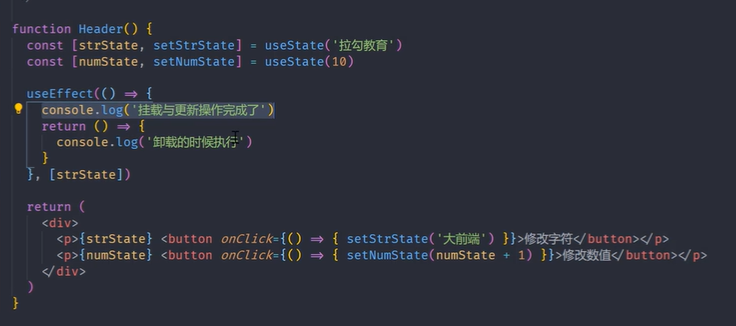 function Header() {
const [strState, setStrState] = useState('拉勾教育')
const [numState, setNumState] = useState(10)
useEffect(() => {
console.log('挂载与更新操作完成了')
return () => {
console.log('卸载的时候执行')
}
}, [strState])
return (
<div>
<p>{strState} <button onClick={() => { setStrState('大前端') }}>修改字符</button></p>
<p>{numState} <button onClick={() => { setNumState(numState + 1) }}>修改数值</button></p>
</div>
)
}